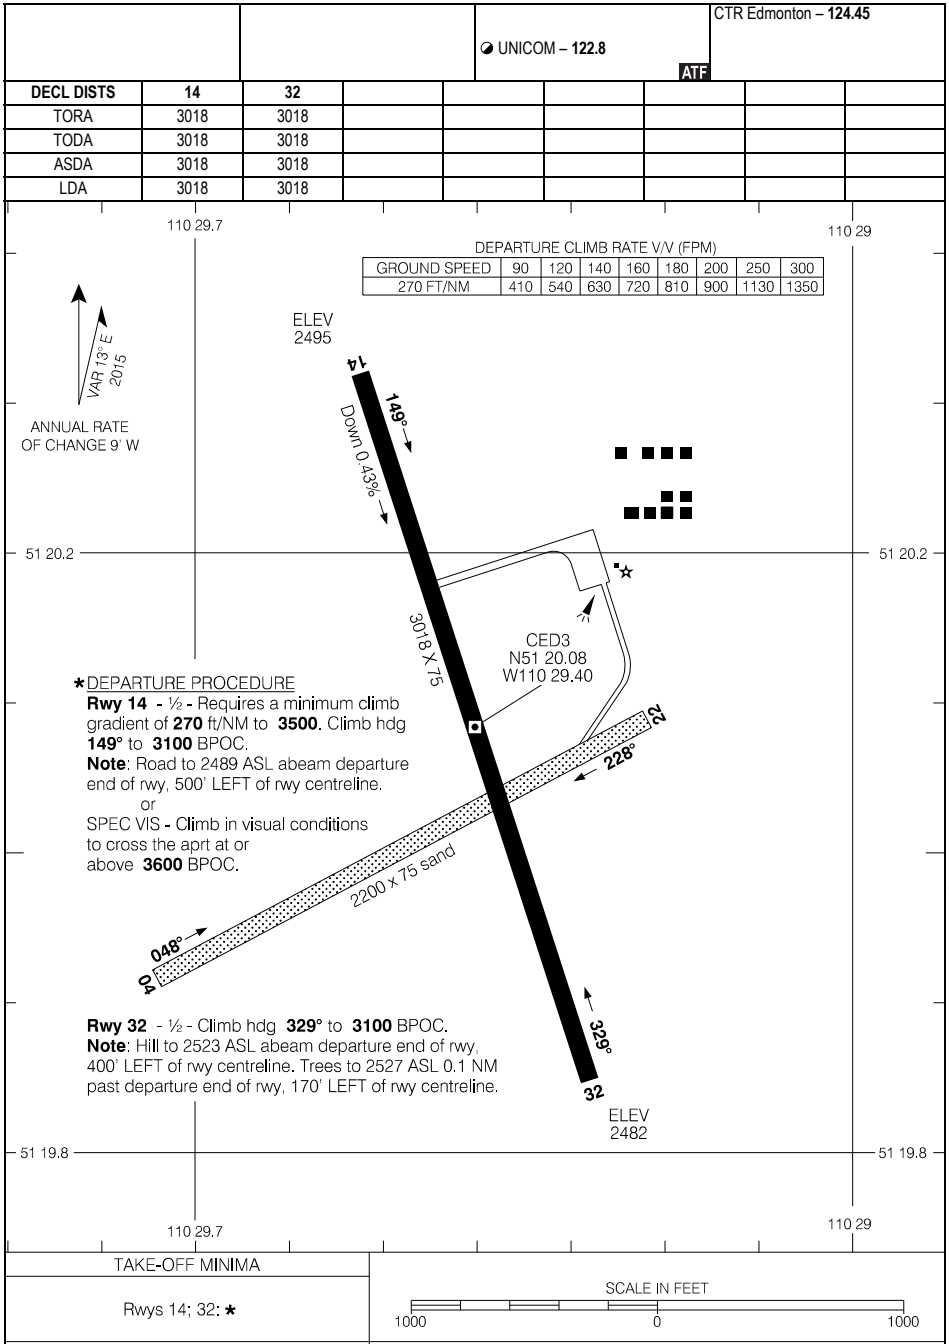 CTR Edmonton – 124.45
UNICOM – 122.8
ATF
DECL DISTS 14 32
TORA 3018 3018
TODA 3018 3018
ASDA 3018 3018
LDA 3018 3018
110 29.7
110 29
DEPARTURE CLIMB RATE V/V (FPM)
GROUND SPEED 90 120 140 160 180 200 250 300
270 FT/NM 410 540 630 720 810 900 1130 1350
VAR 13° E
2015
ANNUAL RATE
OF CHANGE 9' W
ELEV
2495
14
149°
Down 0.43%
51 20.2
51 20.2
3018 X 75
CED3
N51 20.08
W110 29.40
*DEPARTURE PROCEDURE
Rwy 14 - ½ - Requires a minimum climb
gradient of 270 ft/NM to 3500. Climb hdg
149° to 3100 BPOC.
Note: Road to 2489 ASL abeam departure
end of rwy, 500' LEFT of rwy centreline.
or
SPEC VIS - Climb in visual conditions
to cross the aprt at or
above 3600 BPOC.
22
228°
2200 x 75 sand
048°
04
Rwy 32 - ½ - Climb hdg 329° to 3100 BPOC.
Note: Hill to 2523 ASL abeam departure end of rwy,
400' LEFT of rwy centreline. Trees to 2527 ASL 0.1 NM
past departure end of rwy, 170' LEFT of rwy centreline.
329°
32
ELEV
2482
51 19.8
51 19.8
110 29.7
110 29
TAKE-OFF MINIMA
Rwys 14; 32: *
SCALE IN FEET
1000 0 1000